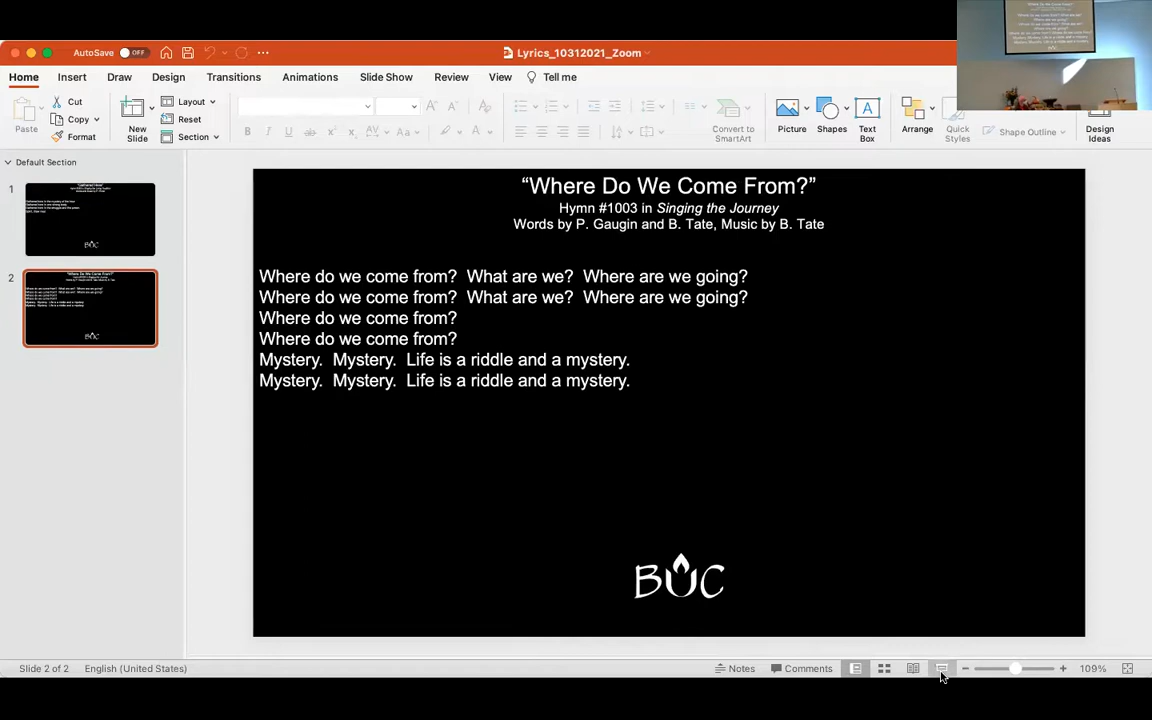 AutoSave OFF
Lyrics_10312021_Zoom
Home Insert Draw Design Transitions Animations Slide Show Review View Tell me
Paste
Cut
Copy
Format
New Slide
Layout
Reset
Section
Convert to SmartArt
Picture
Shapes
Text Box
Arrange
Quick Styles
Shape Outline
Design Ideas
Default Section
1
2
“Where Do We Come From?”
Hymn #1003 in Singing the Journey
Words by P. Gaugin and B. Tate, Music by B. Tate
Where do we come from? What are we? Where are we going?
Where do we come from? What are we? Where are we going?
Where do we come from?
Where do we come from?
Mystery. Mystery. Life is a riddle and a mystery.
Mystery. Mystery. Life is a riddle and a mystery.
BUC
Slide 2 of 2 English (United States) Notes Comments 109%